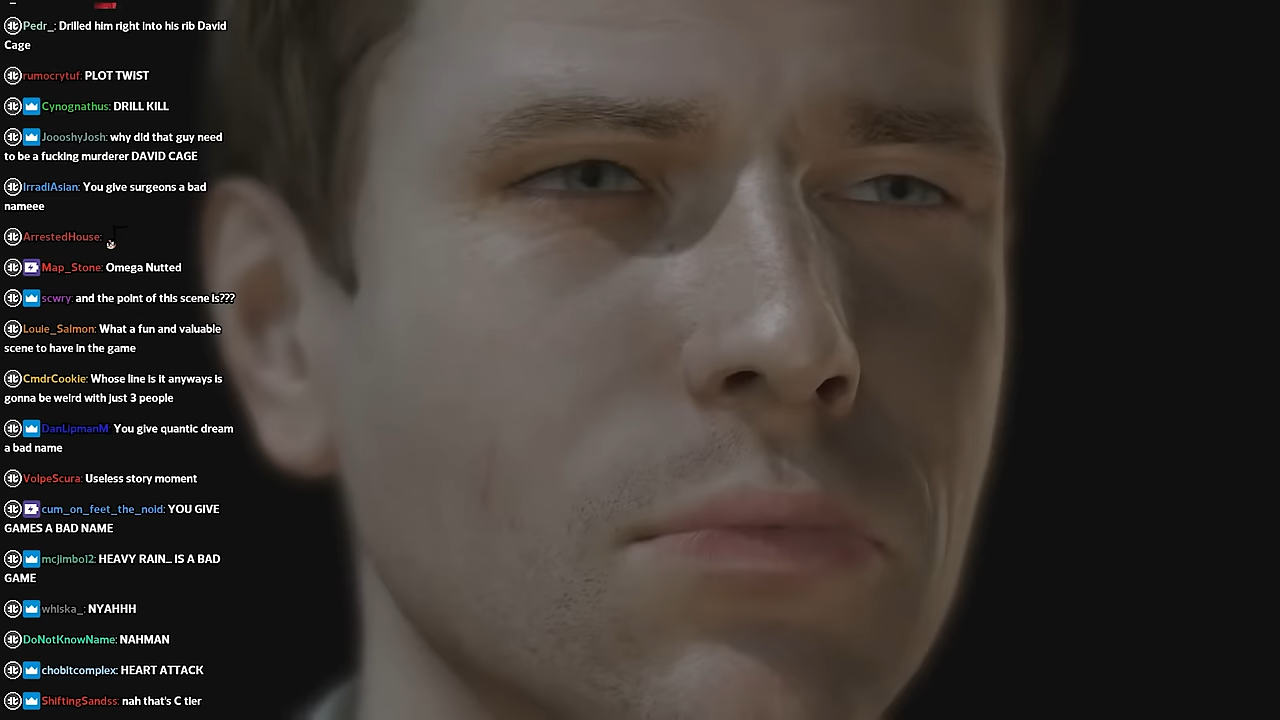 Pedr_: Drilled him right into his rib David
Cage
rumocrytuf: PLOT TWIST
Cynognathus: DRILL KILL
JoooshyJosh: why did that guy need
to be a fucking murderer DAVID CAGE
IrradiAsian: You give surgeons a bad
nameee
ArrestedHouse:
Map_Stone: Omega Nutted
scwry: and the point of this scene is???
Louie_Salmon: What a fun and valuable
scene to have in the game
CmdrCookie: Whose line is it anyways is
gonna be weird with just 3 people
DanLipmanM: You give quantic dream
a bad name
VolpeScura: Useless story moment
cum_on_feet_the_noid: YOU GIVE
GAMES A BAD NAME
mcjimbo12: HEAVY RAIN... IS A BAD
GAME
whiska_: NYAHHH
DoNotKnowName: NAHMAN
chobitcomplex: HEART ATTACK
ShiftingSandss: nah that's C tier